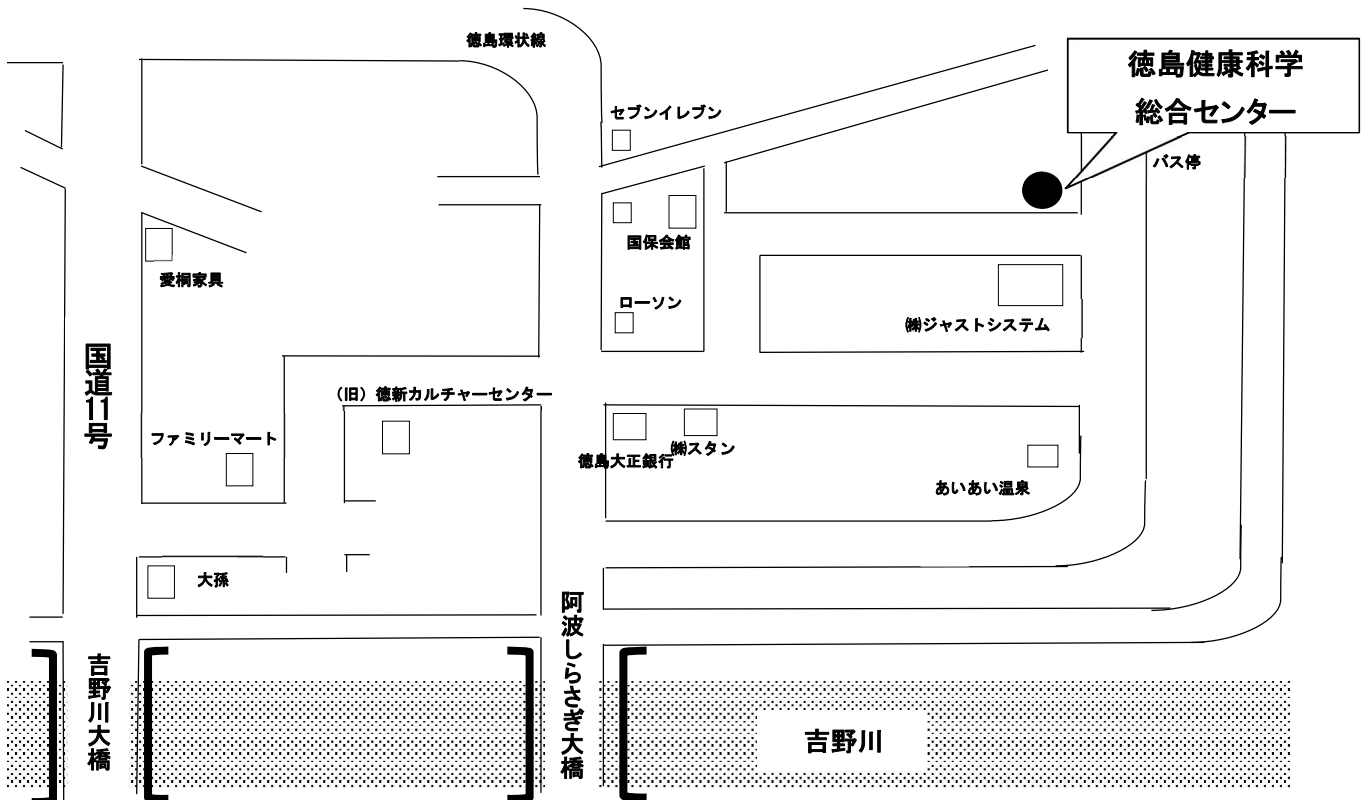 徳島環状線
徳島健康科学
総合センター
セブンイレブン
バス停
国保会館
愛桐家具
ローソン
㈱ジャストシステム
国道11号
（旧）徳新カルチャーセンター
ファミリーマート
㈱スタン
徳島大正銀行
あいあい温泉
大孫
吉野川大橋
阿波しらさぎ大橋
吉野川